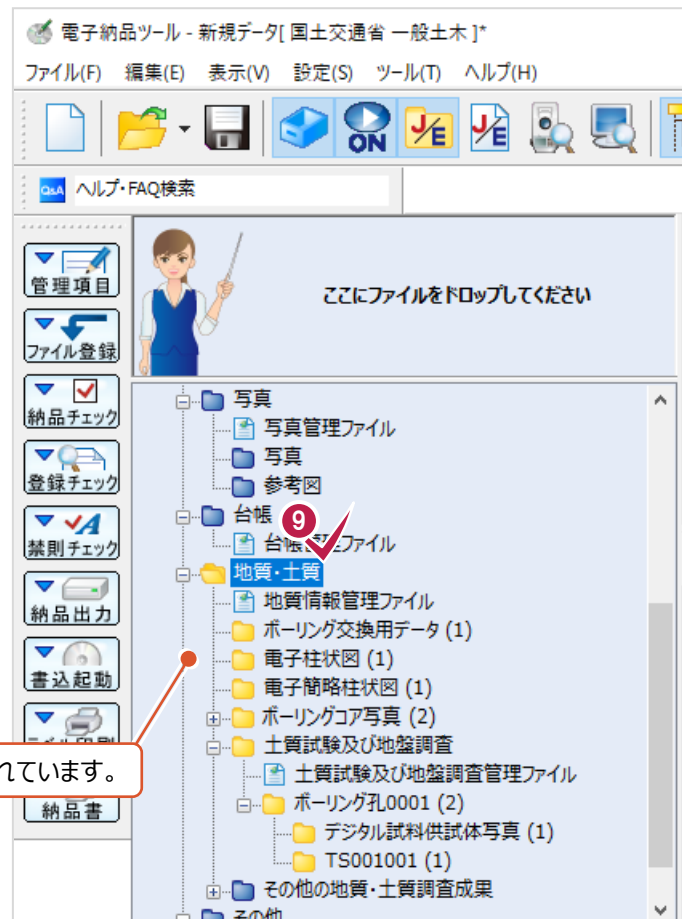 電子納品ツール - 新規データ[ 国土交通省 一般土木 ]*
ファイル(F) 編集(E) 表示(V) 設定(S) ツール(T) ヘルプ(H)
ON J/E J/E
Q&A ヘルプ・FAQ検索
管理項目
ファイル登録
納品チェック
登録チェック
禁則チェック
納品出力
書込起動
納品書
ここにファイルをドロップしてください
写真
写真管理ファイル
写真
参考図
台帳
9
台帳管理ファイル
地質・土質
地質情報管理ファイル
ボーリング交換用データ (1)
電子柱状図 (1)
電子簡略柱状図 (1)
ボーリングコア写真 (2)
土質試験及び地盤調査
れています。
土質試験及び地盤調査管理ファイル
ボーリング孔0001 (2)
デジタル試料供試体写真 (1)
TS001001 (1)
その他の地質・土質調査成果
その他